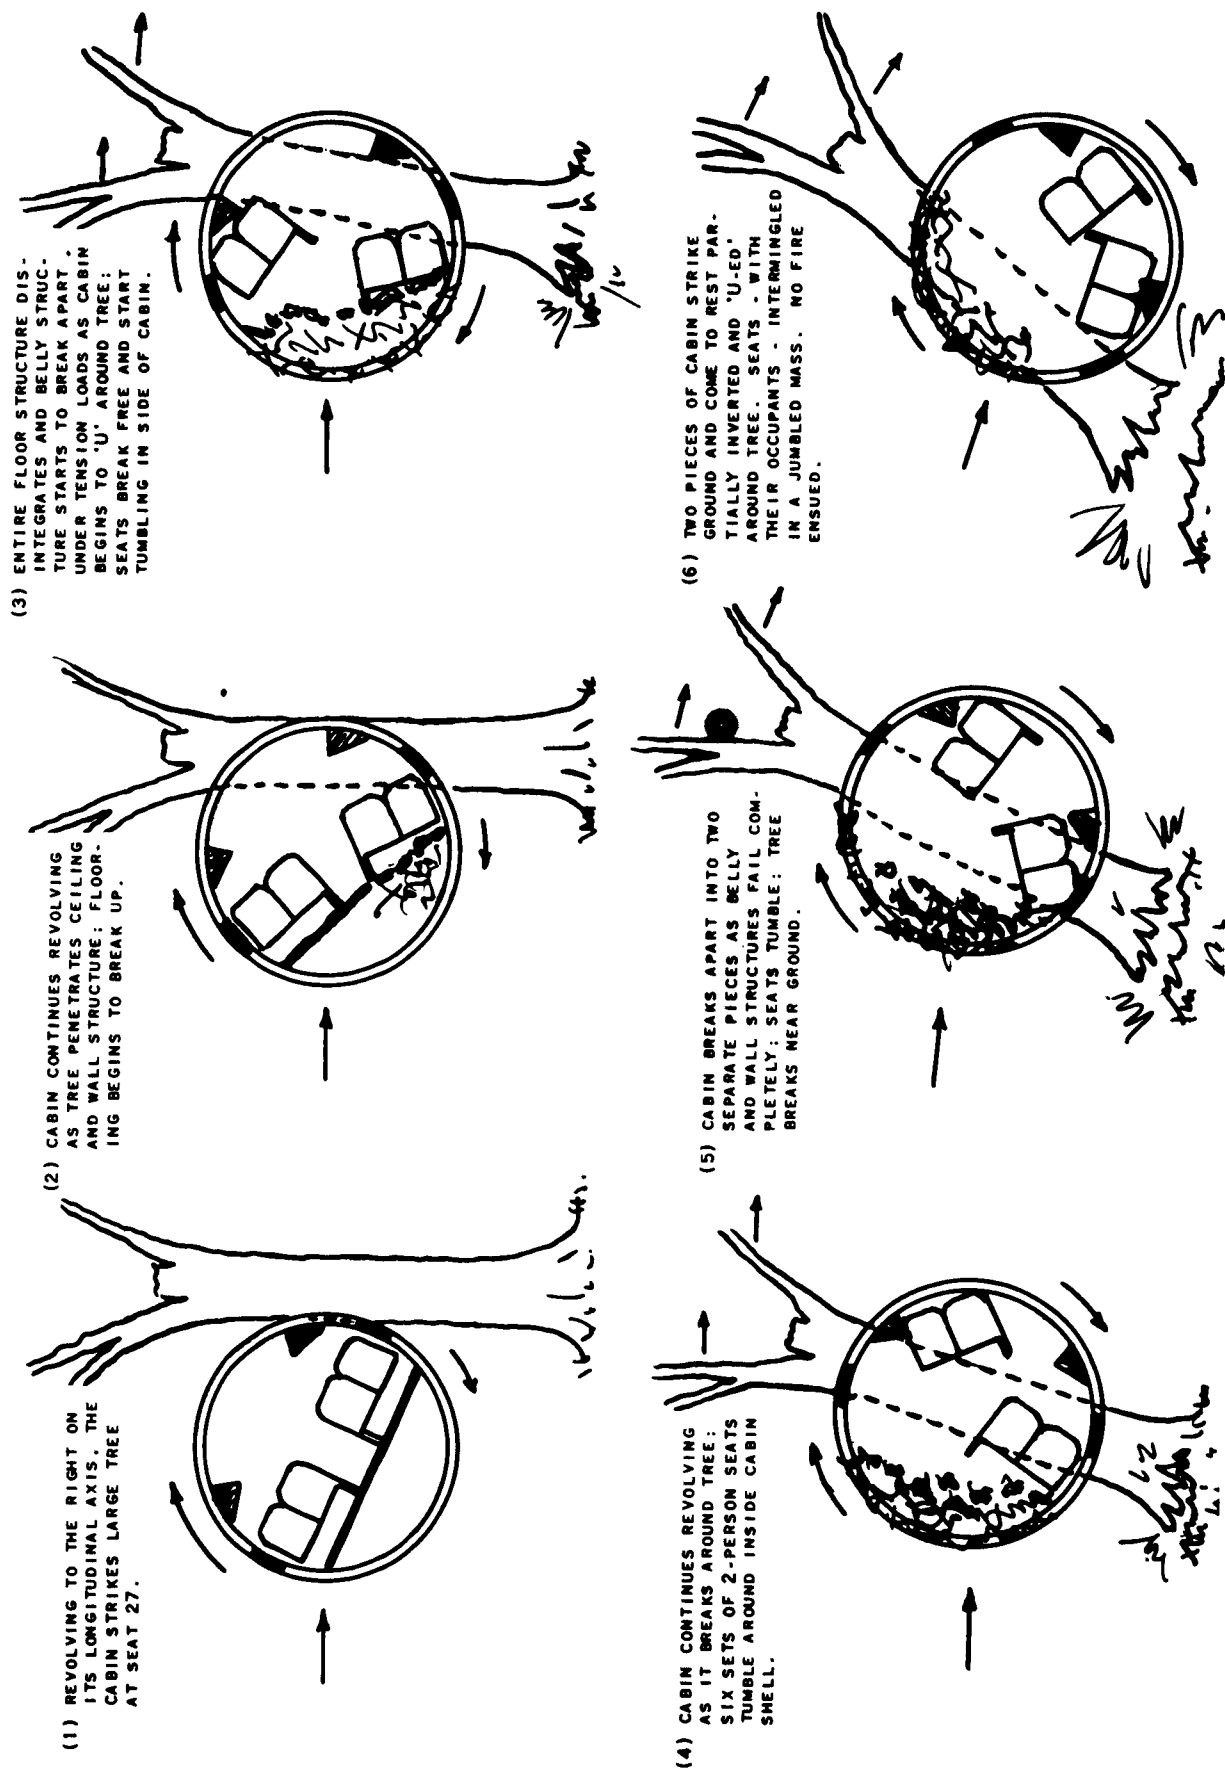 (1) REVOLVING TO THE RIGHT ON
ITS LONGITUDINAL AXIS, THE
CABIN STRIKES LARGE TREE
AT SEAT 27.
(2) CABIN CONTINUES REVOLVING
AS TREE PENETRATES CEILING
AND WALL STRUCTURE; FLOOR-
ING BEGINS TO BREAK UP.
(3) ENTIRE FLOOR STRUCTURE DIS-
INTEGRATES AND BELLY STRUC-
TURE STARTS TO BREAK APART,
UNDER TENSION LOADS AS CABIN
BEGINS TO 'U' AROUND TREE;
SEATS BREAK FREE AND START
TUMBLING IN SIDE OF CABIN.
(4) CABIN CONTINUES REVOLVING
AS IT BREAKS AROUND TREE;
SIX SETS OF 2-PERSON SEATS
TUMBLE AROUND INSIDE CABIN
SHELL.
(5) CABIN BREAKS APART INTO TWO
SEPARATE PIECES AS BELLY
AND WALL STRUCTURES FAIL COM-
PLETELY; SEATS TUMBLE; TREE
BREAKS NEAR GROUND.
(6) TWO PIECES OF CABIN STRIKE
GROUND AND COME TO REST PAR-
TIALLY INVERTED AND 'U-ED'
AROUND TREE. SEATS - WITH
THEIR OCCUPANTS - INTERMINGLED
IN A JUMBLED MASS. NO FIRE
ENSUED.